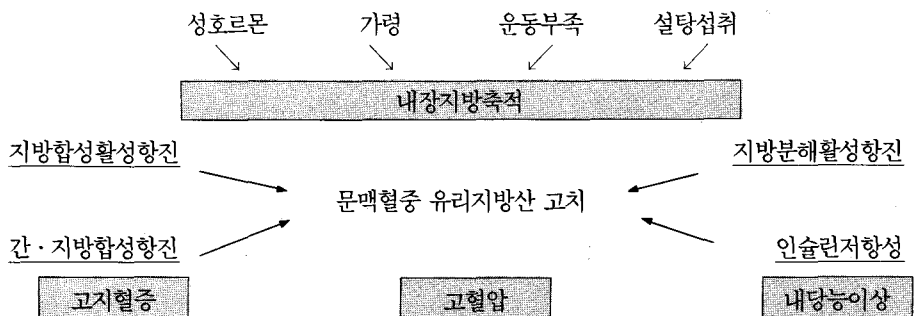 성호르몬 가령 운동부족 설탕섭취
내장지방축적
지방합성활성항진 지방분해활성항진
문맥혈중 유리지방산 고치
간·지방합성항진 인슐린저항성
고지혈증 고혈압 내당능이상